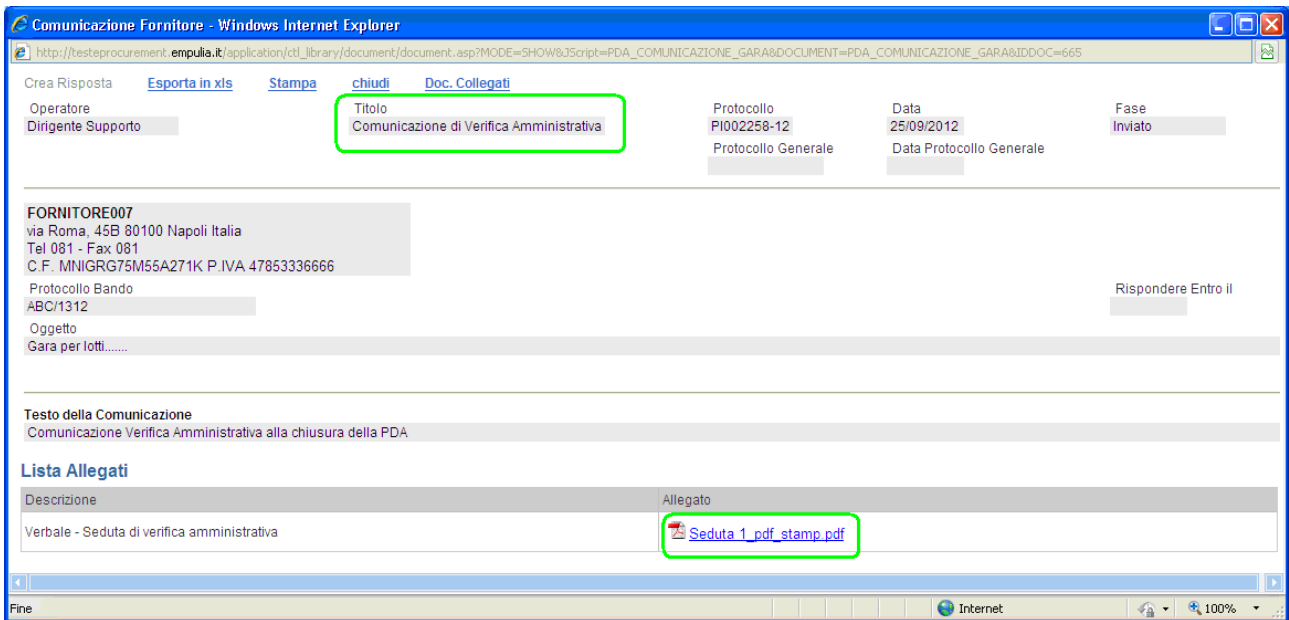 Comunicazione Fornitore - Windows Internet Explorer
http://testeprocurement.empulia.it/application/ctl_library/document/document.asp?MODE=SHOW&JScript=PDA_COMUNICAZIONE_GARA&DOCUMENT=PDA_COMUNICAZIONE_GARA&IDDOC=665
Crea Risposta Esporta in xls Stampa chiudi Doc. Collegati
Operatore Titolo Protocollo Data Fase
Dirigente Supporto Comunicazione di Verifica Amministrativa PI002258-12 25/09/2012 Inviato
Protocollo Generale Data Protocollo Generale
FORNITORE007
via Roma, 45B 80100 Napoli Italia
Tel 081 - Fax 081
C.F. MNIGRG75M55A271K P.IVA 47853336666
Protocollo Bando Rispondere Entro il
ABC/1312
Oggetto
Gara per lotti.......
Testo della Comunicazione
Comunicazione Verifica Amministrativa alla chiusura della PDA
Lista Allegati
Descrizione Allegato
Verbale - Seduta di verifica amministrativa Seduta 1_pdf_stamp.pdf
Fine Internet 100%